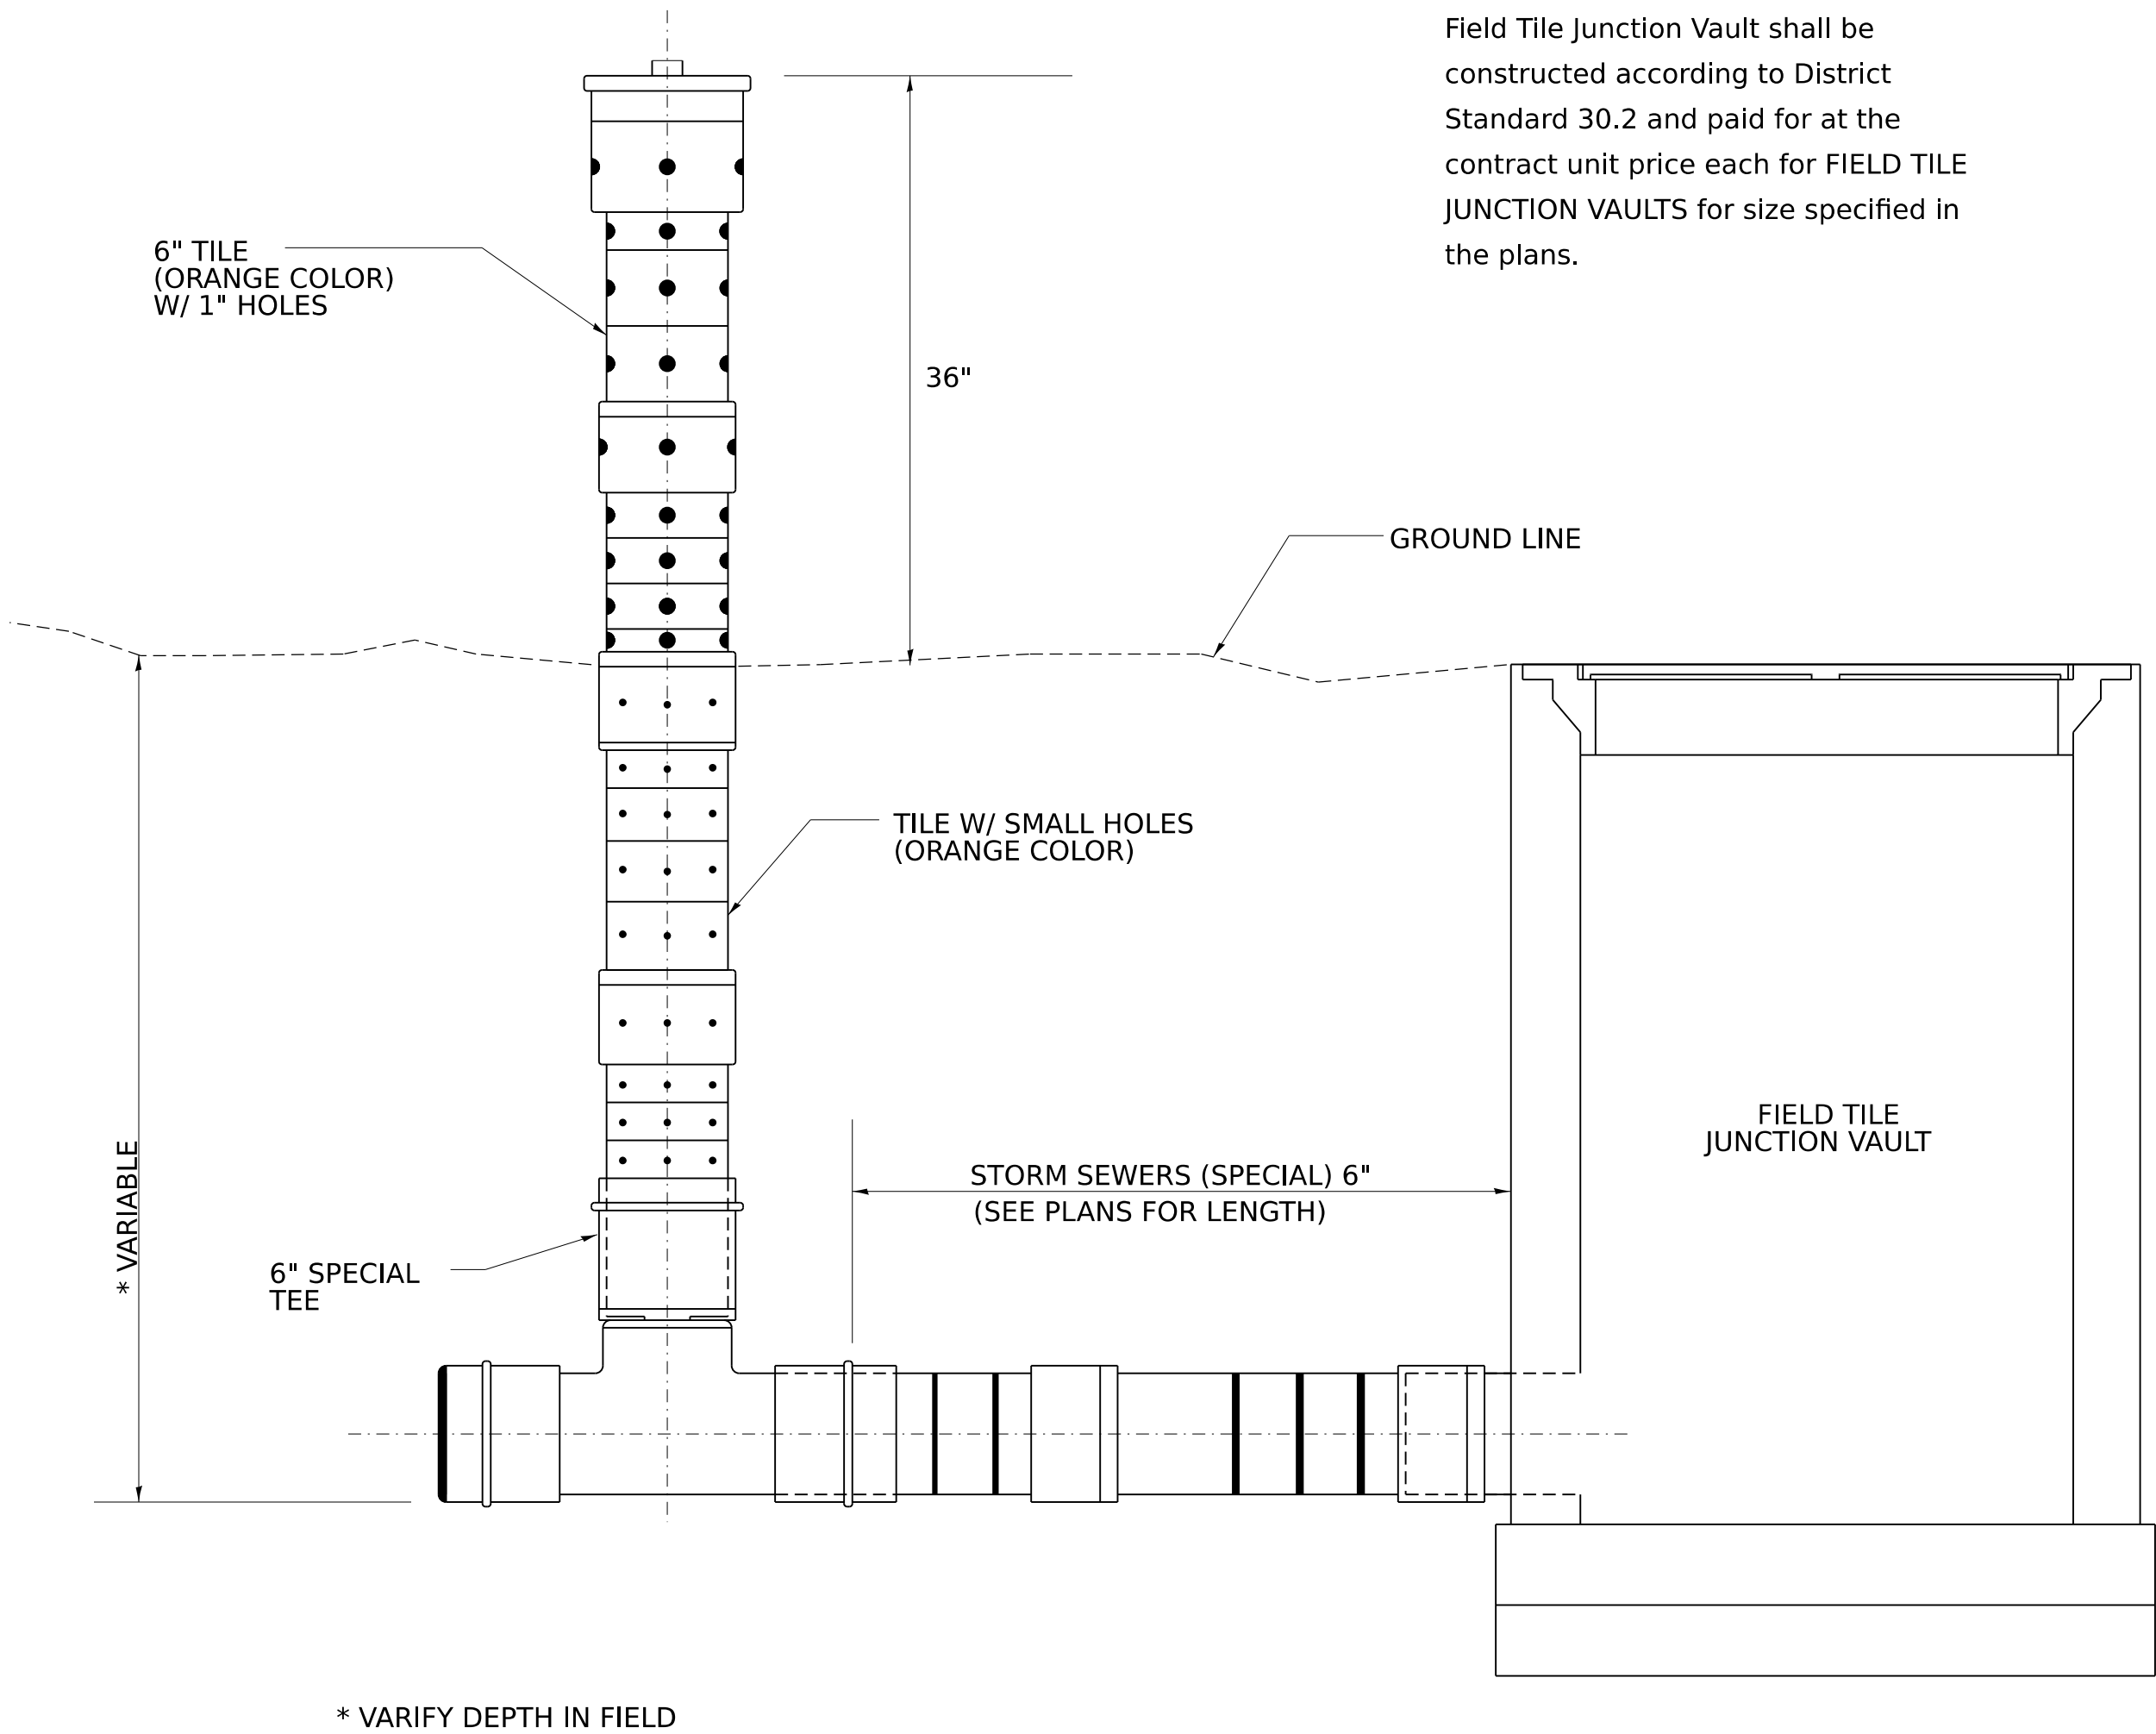 Field Tile Junction Vault shall be
constructed according to District
Standard 30.2 and paid for at the
contract unit price each for FIELD TILE
JUNCTION VAULTS for size specified in
the plans.
6" TILE
(ORANGE COLOR)
W/ 1" HOLES
36"
GROUND LINE
TILE W/ SMALL HOLES
(ORANGE COLOR)
FIELD TILE
JUNCTION VAULT
* VARIABLE
STORM SEWERS (SPECIAL) 6"
(SEE PLANS FOR LENGTH)
6" SPECIAL
TEE
* VARIFY DEPTH IN FIELD